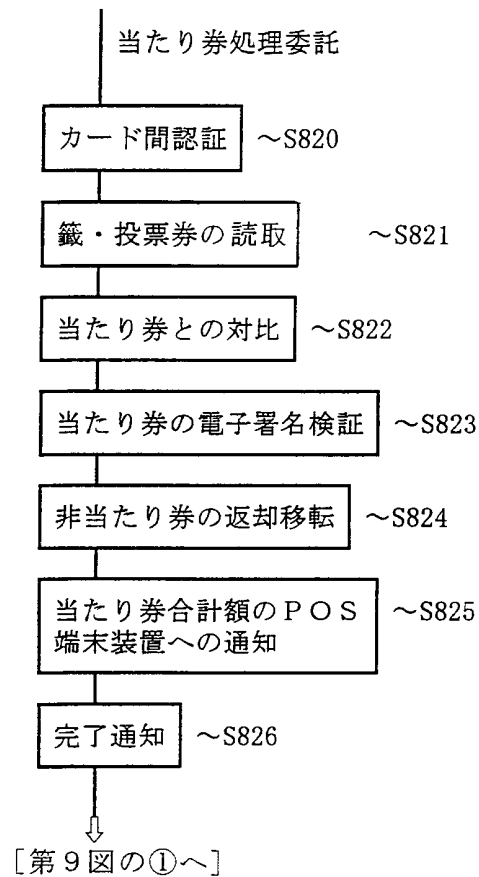 当たり券処理委託
カード間認証 ～S820
籤・投票券の読取 ～S821
当たり券との対比 ～S822
当たり券の電子署名検証 ～S823
非当たり券の返却移転 ～S824
当たり券合計額のＰＯＳ ～S825
端末装置への通知
完了通知 ～S826
［第９図の①へ］